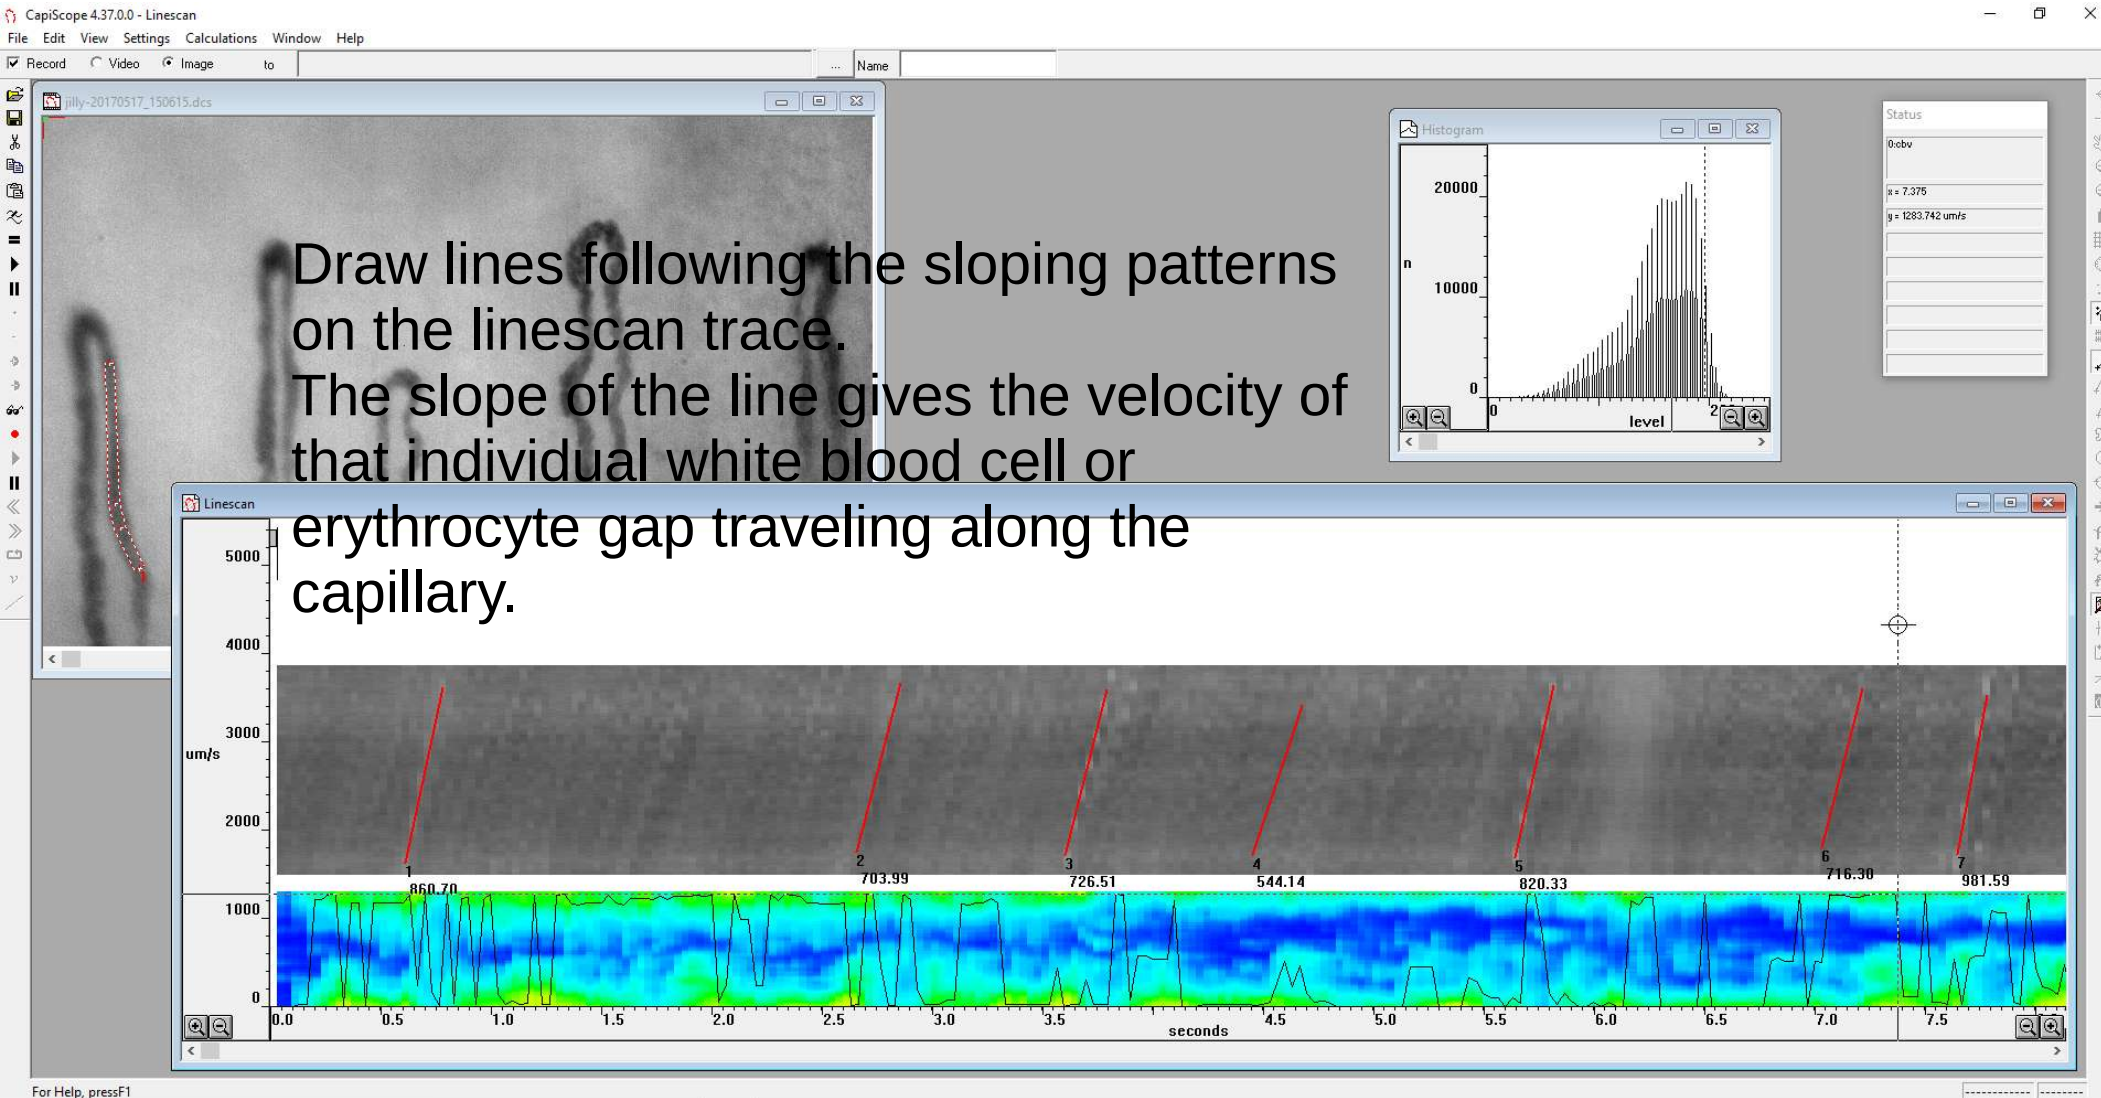 CapiScope 4.37.0.0 - Linescan
File Edit View Settings Calculations Window Help
Record Video Image to ... Name
jilly-20170517_150615.dcs
Draw lines following the sloping patterns
on the linescan trace.
The slope of the line gives the velocity of
that individual white blood cell or
erythrocyte gap traveling along the
capillary.
Histogram
20000
n
10000
0
0
level
Status
0:cbv
x = 7.375
y = 1283.742 um/s
Linescan
5000
4000
3000
um/s
2000
1000
0
1 2 3 4 5 6 7
860.70 703.99 726.51 544.14 820.33 716.30 981.59
0.0 0.5 1.0 1.5 2.0 2.5 3.0 3.5 4.5 5.0 5.5 6.0 6.5 7.0 7.5
seconds
For Help, pressF1